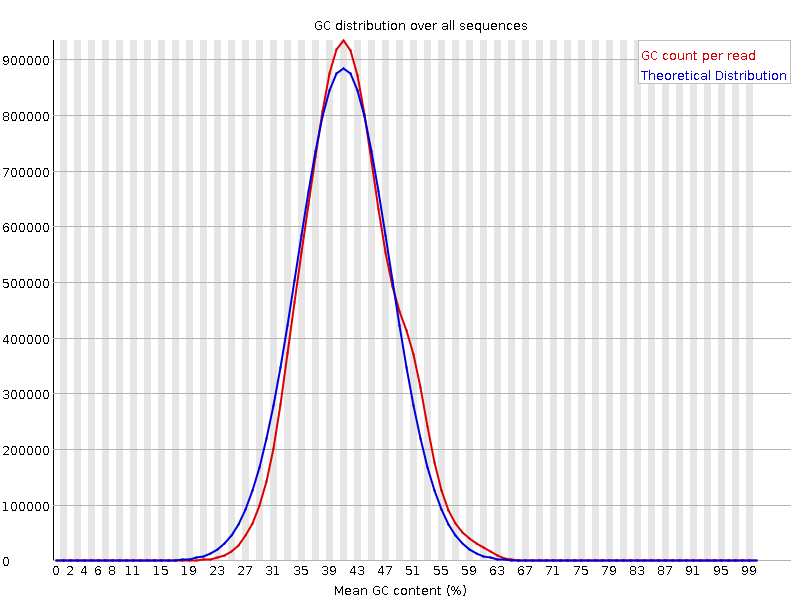 GC distribution over all sequences
GC count per read
Theoretical Distribution
900000
800000
700000
600000
500000
400000
300000
200000
100000
0
0 2 4 6 8 11 15 19 23 27 31 35 39 43 47 51 55 59 63 67 71 75 79 83 87 91 95 99
Mean GC content (%)